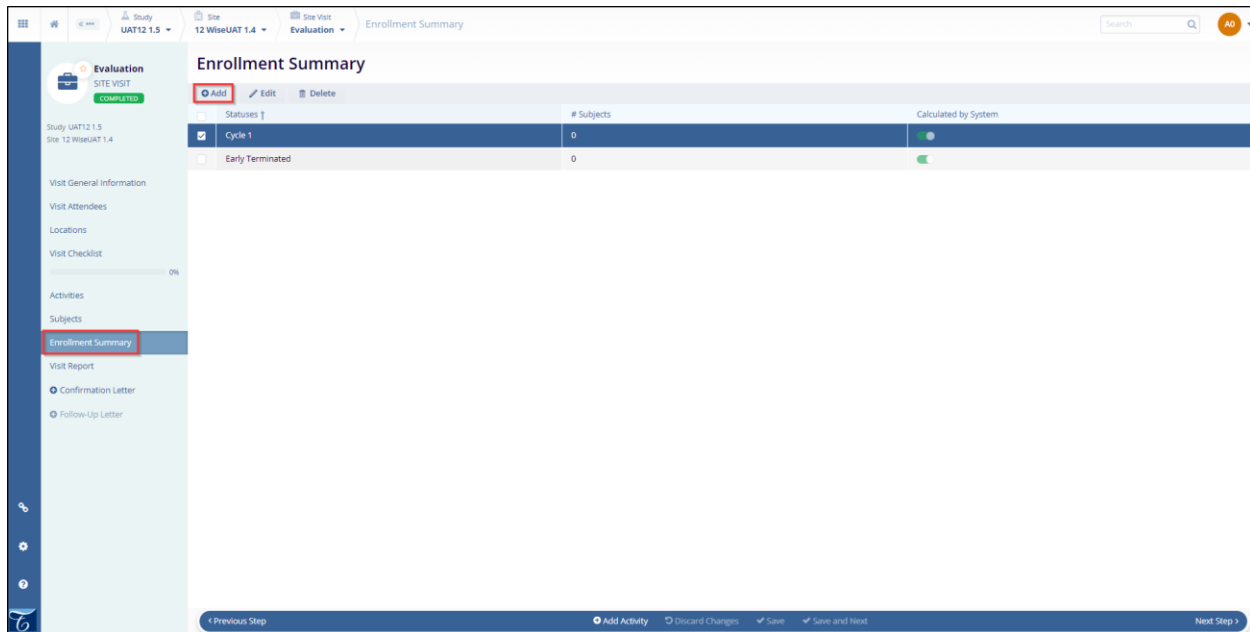 Study
UAT12 1.5
Site
12 WiseUAT 1.4
Site Visit
Evaluation
Enrollment Summary
Search
AD
Evaluation
SITE VISIT
COMPLETED
Study UAT12 1.5
Site 12 WiseUAT 1.4
Visit General Information
Visit Attendees
Locations
Visit Checklist
0%
Activities
Subjects
Enrollment Summary
Visit Report
Confirmation Letter
Follow-Up Letter
Enrollment Summary
Add Edit Delete
Statuses # Subjects Calculated by System
Cycle 1 0
Early Terminated 0
Previous Step Add Activity Discard Changes Save Save and Next Next Step